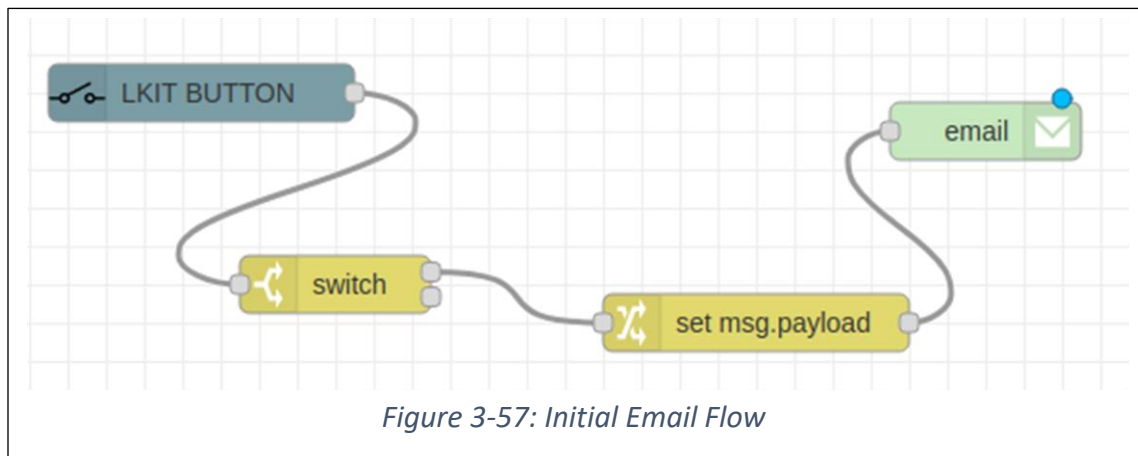 LKIT BUTTON
email
switch
set msg.payload
Figure 3-57: Initial Email Flow